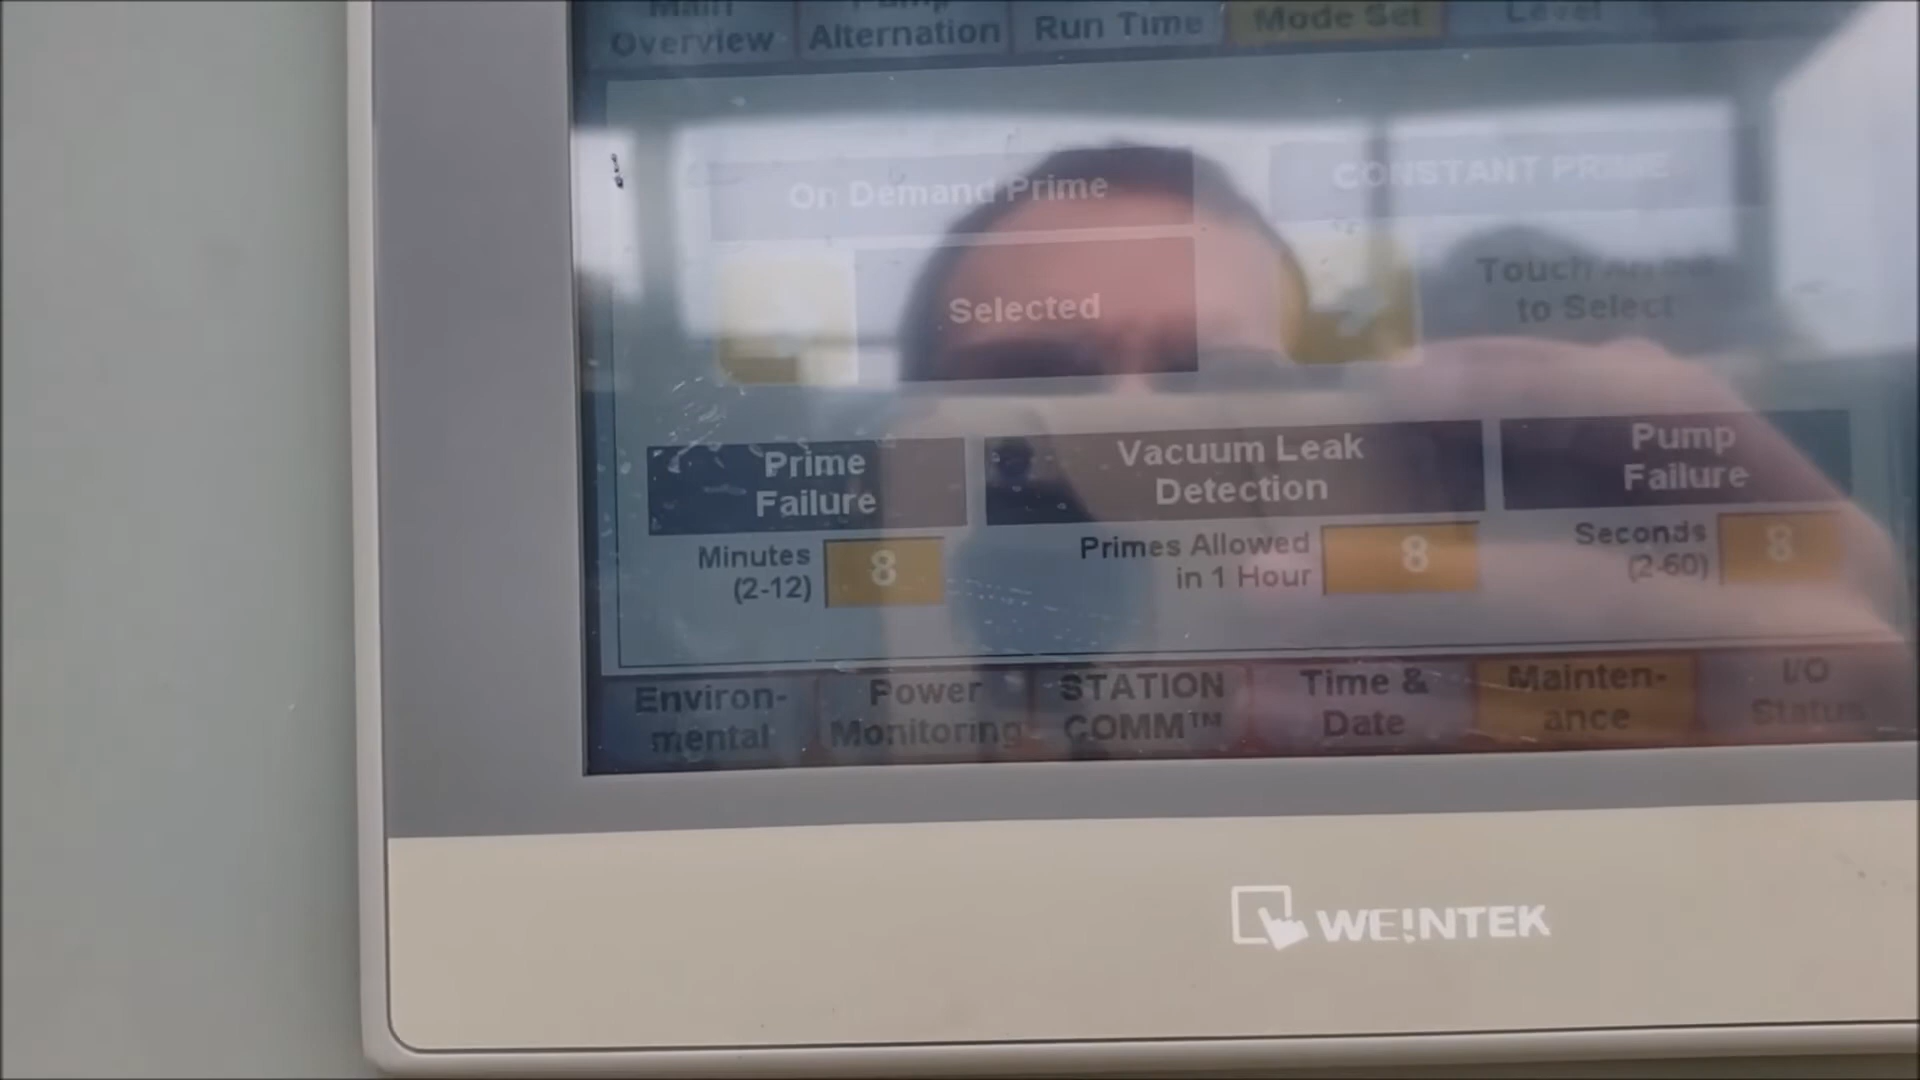 Main
Overview
Pump
Alternation
Run Time
Mode Set
Level
On Demand Prime
CONSTANT PRIME
Selected
Touch
to Select
Prime
Failure
Minutes
(2-12)
8
Vacuum Leak
Detection
Primes Allowed
in 1 Hour
8
Pump
Failure
Seconds
(2-60)
8
Environ-
mental
Power
Monitoring
STATION
COMM™
Time &
Date
Mainten-
ance
I/O
Status
WE!NTEK